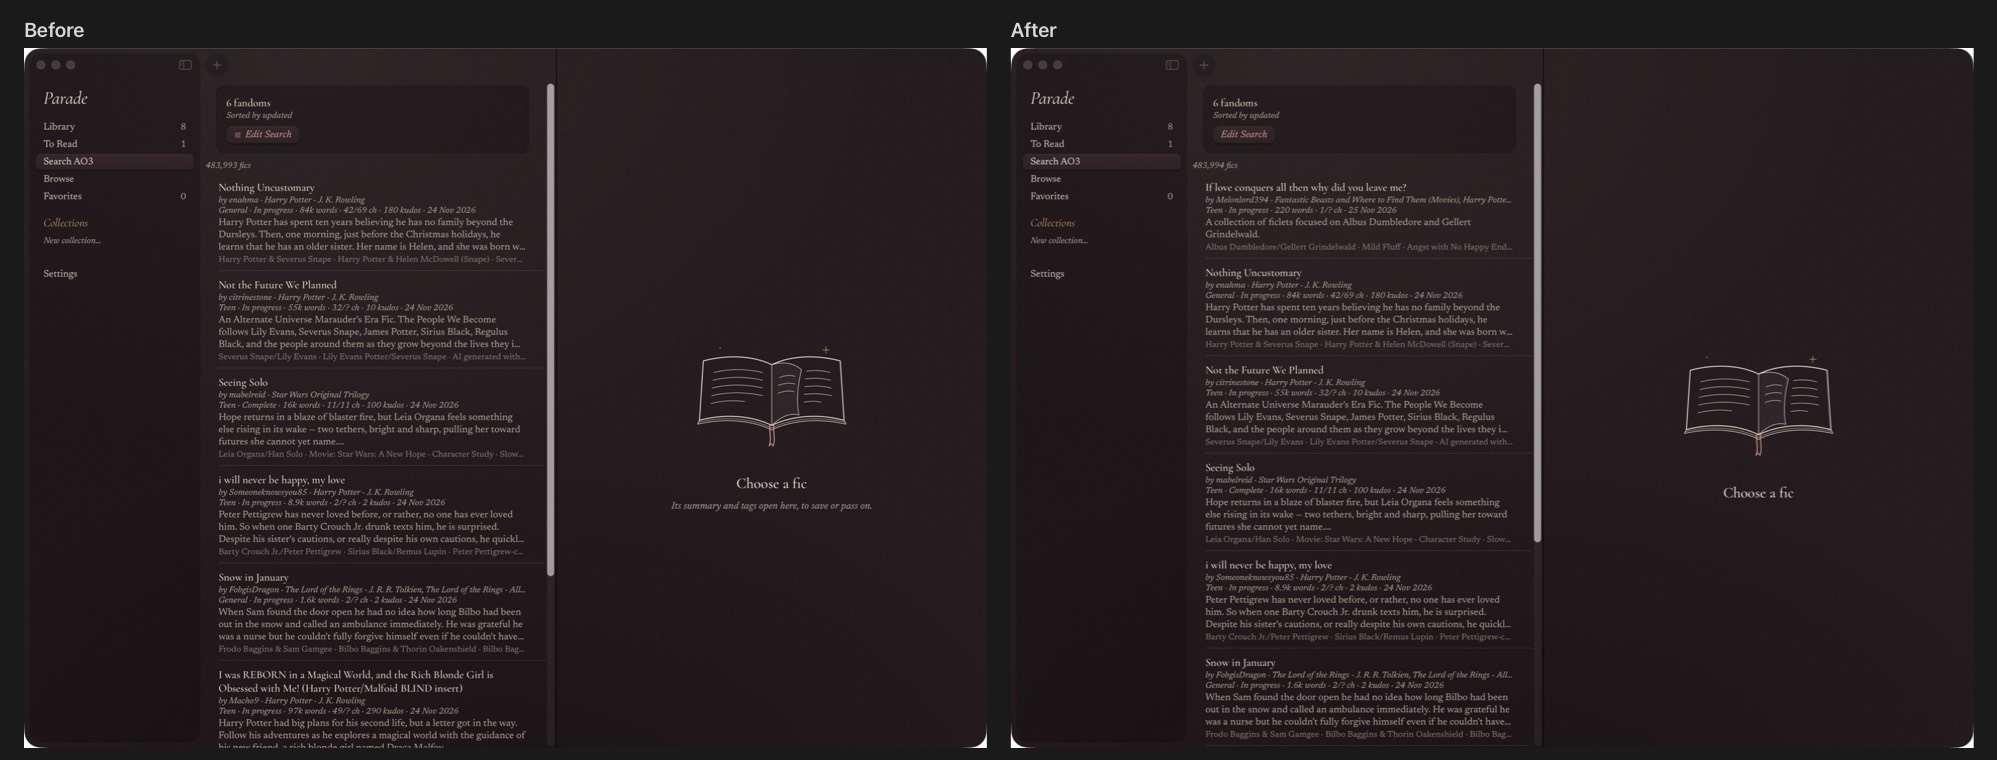 Before
Parade
Library 8
To Read 1
Search AO3
Browse
Favorites 0
Collections
New collection...
Settings
6 fandoms
Sorted by updated
Edit Search
483,993 fics
Nothing Uncustomary
by enahma · Harry Potter - J. K. Rowling
General · In progress · 84k words · 42/69 ch · 180 kudos · 24 Nov 2026
Harry Potter has spent ten years believing he has no family beyond the
Dursleys. Then, one morning, just before the Christmas holidays, he
learns that he has an older sister. Her name is Helen, and she was born w...
Harry Potter & Severus Snape · Harry Potter & Helen McDowell (Snape) · Sever...
Not the Future We Planned
by citrinestone · Harry Potter - J. K. Rowling
Teen · In progress · 55k words · 32/? ch · 10 kudos · 24 Nov 2026
An Alternate Universe Marauder's Era Fic. The People We Become
follows Lily Evans, Severus Snape, James Potter, Sirius Black, Regulus
Black, and the people around them as they grow beyond the lives they i...
Severus Snape/Lily Evans · Lily Evans Potter/Severus Snape · AI generated with...
Seeing Solo
by mabelreid · Star Wars Original Trilogy
Teen · Complete · 16k words · 11/11 ch · 100 kudos · 24 Nov 2026
Hope returns in a blaze of blaster fire, but Leia Organa feels something
else rising in its wake – two tethers, bright and sharp, pulling her toward
futures she cannot yet name....
Leia Organa/Han Solo · Movie: Star Wars: A New Hope · Character Study · Slow...
i will never be happy, my love
by Someoneknowsyou85 · Harry Potter - J. K. Rowling
Teen · In progress · 8.9k words · 2/? ch · 2 kudos · 24 Nov 2026
Peter Pettigrew has never loved before, or rather, no one has ever loved
him. So when one Barty Crouch Jr. drunk texts him, he is surprised.
Despite his sister's cautions, or really despite his own cautions, he quickl...
Barty Crouch Jr./Peter Pettigrew · Sirius Black/Remus Lupin · Peter Pettigrew-c...
Snow in January
by FobgisDragon · The Lord of the Rings - J. R. R. Tolkien, The Lord of the Rings - All...
General · In progress · 1.6k words · 2/? ch · 2 kudos · 24 Nov 2026
When Sam found the door open he had no idea how long Bilbo had been
out in the snow and called an ambulance immediately. He was grateful he
was a nurse but he couldn't fully forgive himself even if he couldn't have...
Frodo Baggins & Sam Gamgee · Bilbo Baggins & Thorin Oakenshield · Bilbo Bag...
I was REBORN in a Magical World, and the Rich Blonde Girl is
Obsessed with Me! (Harry Potter/Malfoid BLIND insert)
by Macho9 · Harry Potter - J. K. Rowling
Teen · In progress · 97k words · 49/? ch · 290 kudos · 24 Nov 2026
Harry Potter had big plans for his second life, but a letter got in the way.
Follow his adventures as he explores a magical world with the guidance of
his new friend, a rich blonde girl named Draca Malfoy.
Choose a fic
Its summary and tags open here, to save or pass on.
After
Parade
Library 8
To Read 1
Search AO3
Browse
Favorites 0
Collections
New collection...
Settings
6 fandoms
Sorted by updated
Edit Search
483,994 fics
If love conquers all then why did you leave me?
by Melonlord394 · Fantastic Beasts and Where to Find Them (Movies), Harry Potte...
Teen · In progress · 220 words · 1/? ch · 25 Nov 2026
A collection of ficlets focused on Albus Dumbledore and Gellert
Grindelwald.
Albus Dumbledore/Gellert Grindelwald · Mild Fluff · Angst with No Happy End...
Nothing Uncustomary
by enahma · Harry Potter - J. K. Rowling
General · In progress · 84k words · 42/69 ch · 180 kudos · 24 Nov 2026
Harry Potter has spent ten years believing he has no family beyond the
Dursleys. Then, one morning, just before the Christmas holidays, he
learns that he has an older sister. Her name is Helen, and she was born w...
Harry Potter & Severus Snape · Harry Potter & Helen McDowell (Snape) · Sever...
Not the Future We Planned
by citrinestone · Harry Potter - J. K. Rowling
Teen · In progress · 55k words · 32/? ch · 10 kudos · 24 Nov 2026
An Alternate Universe Marauder's Era Fic. The People We Become
follows Lily Evans, Severus Snape, James Potter, Sirius Black, Regulus
Black, and the people around them as they grow beyond the lives they i...
Severus Snape/Lily Evans · Lily Evans Potter/Severus Snape · AI generated with...
Seeing Solo
by mabelreid · Star Wars Original Trilogy
Teen · Complete · 16k words · 11/11 ch · 100 kudos · 24 Nov 2026
Hope returns in a blaze of blaster fire, but Leia Organa feels something
else rising in its wake – two tethers, bright and sharp, pulling her toward
futures she cannot yet name....
Leia Organa/Han Solo · Movie: Star Wars: A New Hope · Character Study · Slow...
i will never be happy, my love
by Someoneknowsyou85 · Harry Potter - J. K. Rowling
Teen · In progress · 8.9k words · 2/? ch · 2 kudos · 24 Nov 2026
Peter Pettigrew has never loved before, or rather, no one has ever loved
him. So when one Barty Crouch Jr. drunk texts him, he is surprised.
Despite his sister's cautions, or really despite his own cautions, he quickl...
Barty Crouch Jr./Peter Pettigrew · Sirius Black/Remus Lupin · Peter Pettigrew-c...
Snow in January
by FobgisDragon · The Lord of the Rings - J. R. R. Tolkien, The Lord of the Rings - All...
General · In progress · 1.6k words · 2/? ch · 2 kudos · 24 Nov 2026
When Sam found the door open he had no idea how long Bilbo had been
out in the snow and called an ambulance immediately. He was grateful he
was a nurse but he couldn't fully forgive himself even if he couldn't have...
Frodo Baggins & Sam Gamgee · Bilbo Baggins & Thorin Oakenshield · Bilbo Bag...
Choose a fic